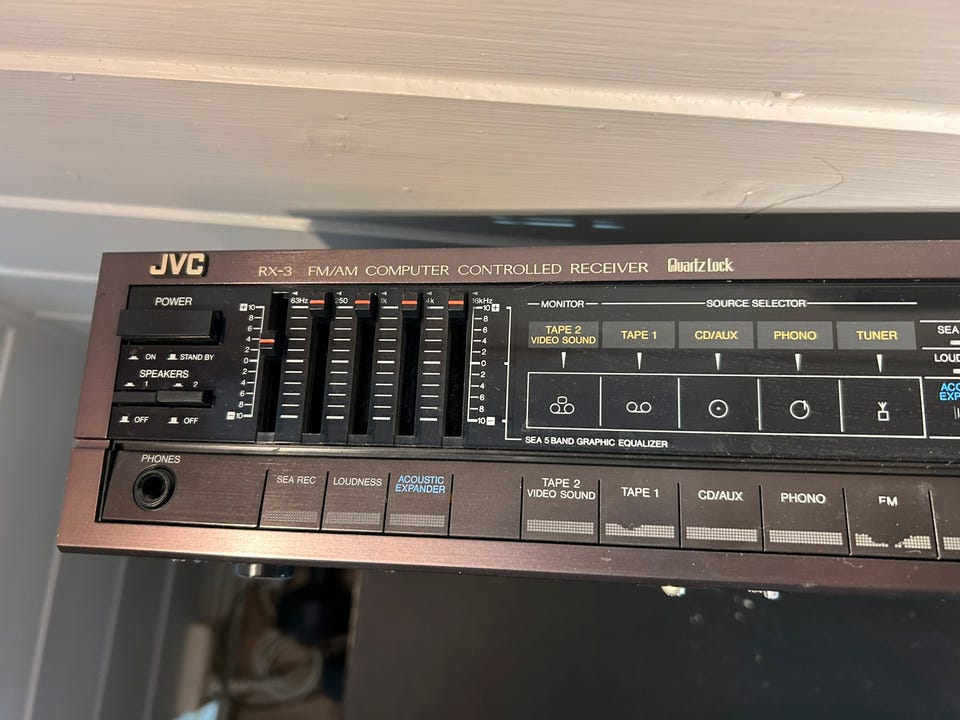 JVC
RX-3 FM/AM COMPUTER CONTROLLED RECEIVER Quartz Lock
POWER
ON STAND BY
SPEAKERS
1 2
OFF OFF
63Hz 250 1k 4k 16kHz
+ 10 10 +
8 8
6 6
4 4
2 2
0 0
2 2
4 4
6 6
8 8
- 10 10 -
MONITOR SOURCE SELECTOR
TAPE 2
VIDEO SOUND
TAPE 1
CD/AUX
PHONO
TUNER
SEA
LOUD
ACO
EXP
SEA 5 BAND GRAPHIC EQUALIZER
PHONES
SEA REC
LOUDNESS
ACOUSTIC
EXPANDER
TAPE 2
VIDEO SOUND
TAPE 1
CD/AUX
PHONO
FM